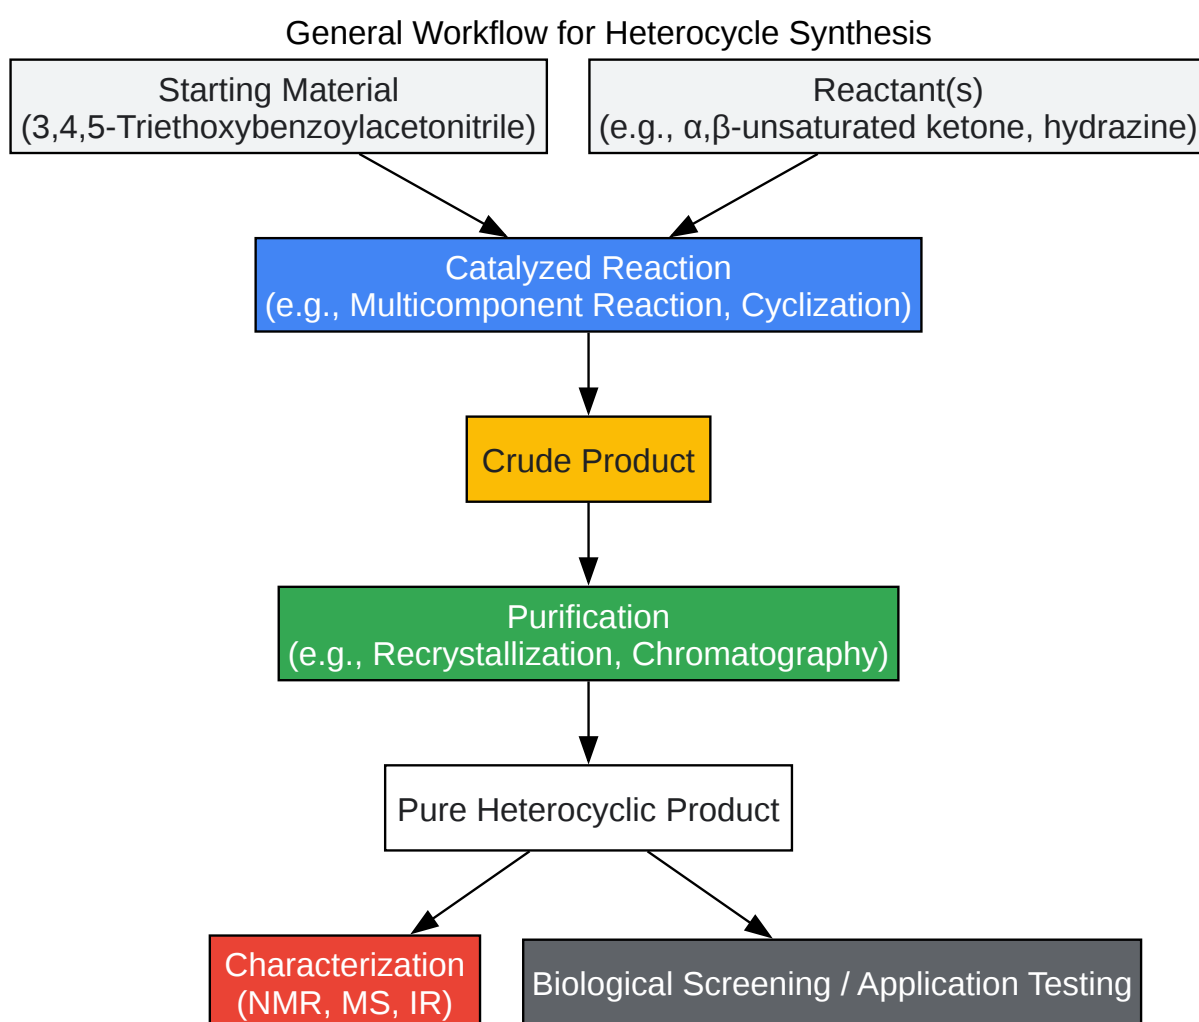 General Workflow for Heterocycle Synthesis
Starting Material
(3,4,5-Triethoxybenzoylacetonitrile)
Reactant(s)
(e.g., α,β-unsaturated ketone, hydrazine)
Catalyzed Reaction
(e.g., Multicomponent Reaction, Cyclization)
Crude Product
Purification
(e.g., Recrystallization, Chromatography)
Pure Heterocyclic Product
Characterization
(NMR, MS, IR)
Biological Screening / Application Testing